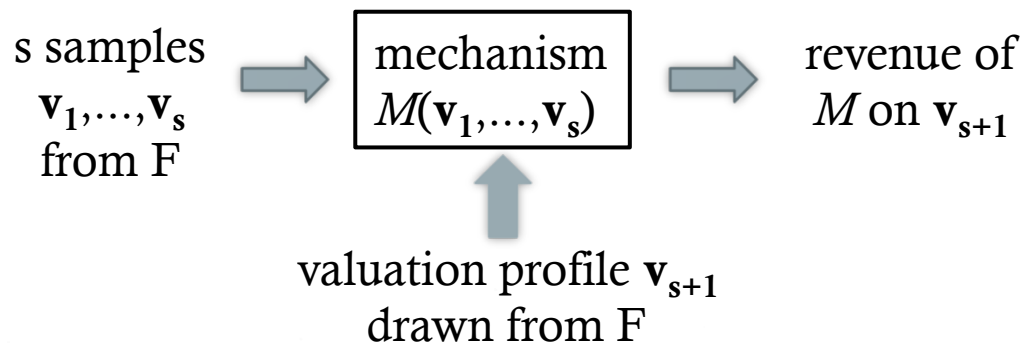 s samples
v₁,...,vₛ
from F
mechanism
M(v₁,...,vₛ)
revenue of
M on vₛ₊₁
valuation profile vₛ₊₁
drawn from F